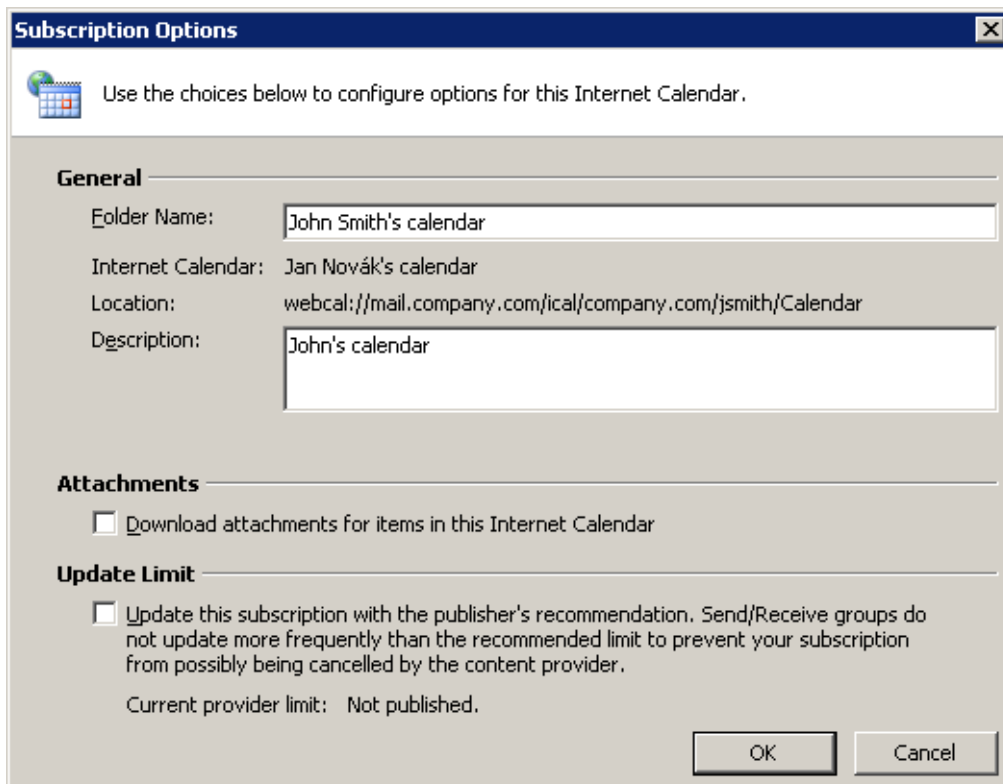 Subscription Options
Use the choices below to configure options for this Internet Calendar.
General
Folder Name: John Smith's calendar
Internet Calendar: Jan Novák's calendar
Location: webcal://mail.company.com/ical/company.com/jsmith/Calendar
Description: John's calendar
Attachments
Download attachments for items in this Internet Calendar
Update Limit
Update this subscription with the publisher's recommendation. Send/Receive groups do
not update more frequently than the recommended limit to prevent your subscription
from possibly being cancelled by the content provider.
Current provider limit: Not published.
OK Cancel